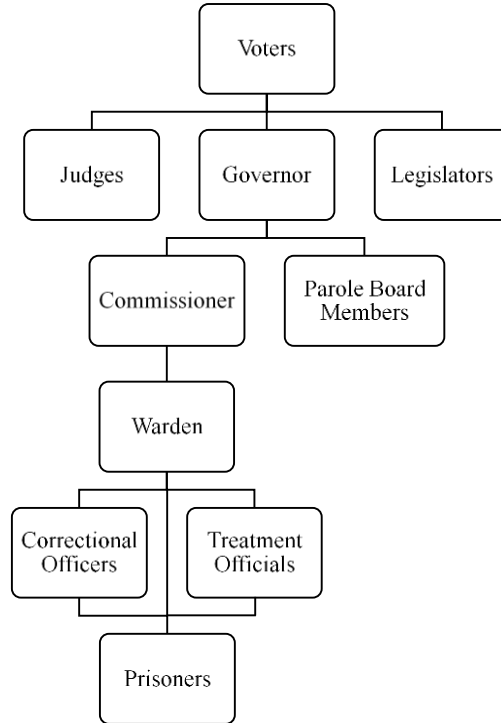 Voters
Judges
Governor
Legislators
Commissioner
Parole Board
Members
Warden
Correctional
Officers
Treatment
Officials
Prisoners